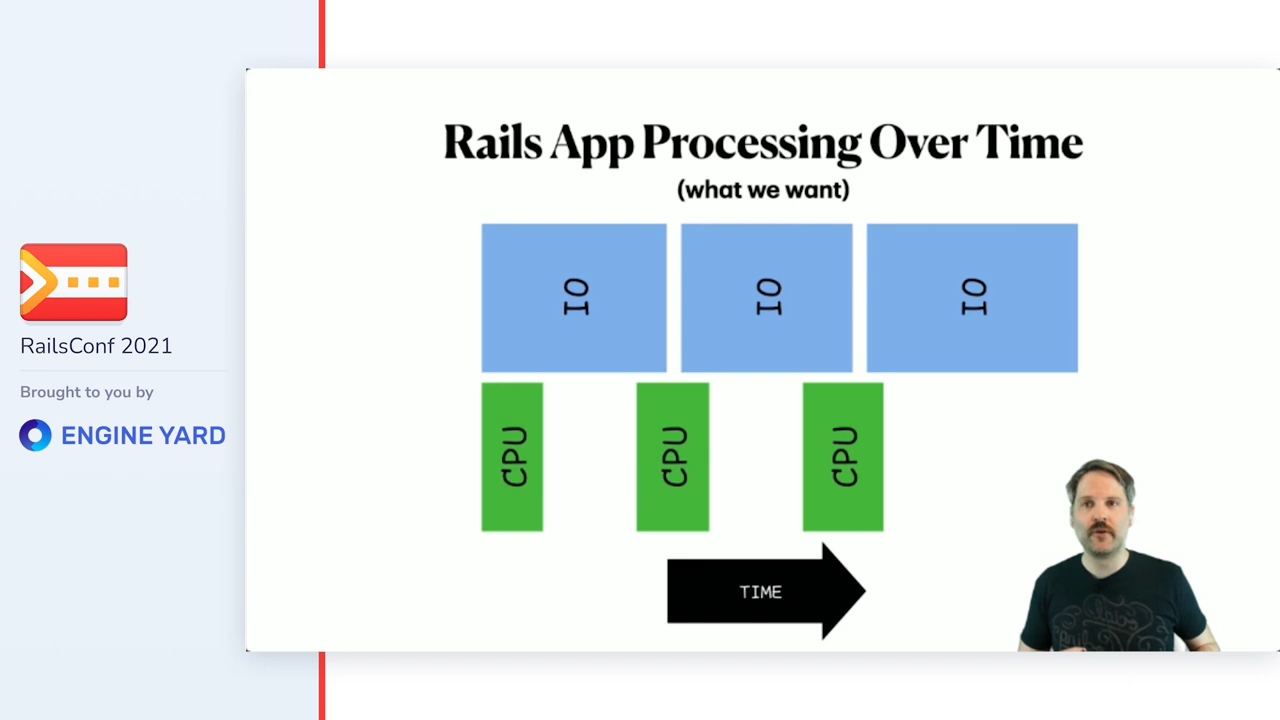 RailsConf 2021
Brought to you by
ENGINE YARD
Rails App Processing Over Time
(what we want)
IO
IO
IO
CPU
CPU
CPU
TIME